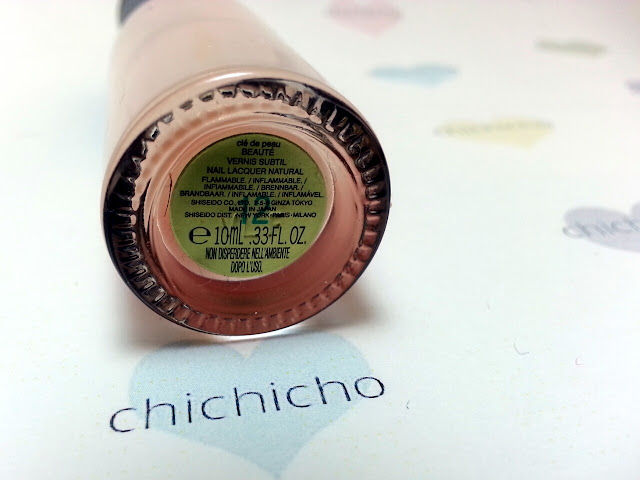 clé de peau
BEAUTÉ
VERNIS SUBTIL
NAIL LACQUER NATURAL
FLAMMABLE. / INFLAMMABLE. /
INFIAMMABILE. / BRENNBAR. /
BRANDBAAR. / INFLAMABLE. / INFLAMÁVEL
SHISEIDO CO., GINZA TOKYO
MADE IN JAPAN
SHISEIDO DIST. NEW YORK-PARIS-MILANO
e 10mL .33-FL.OZ.
NON DISPERDERE NELL'AMBIENTE
DOPO L'USO.
chichicho
chichicho